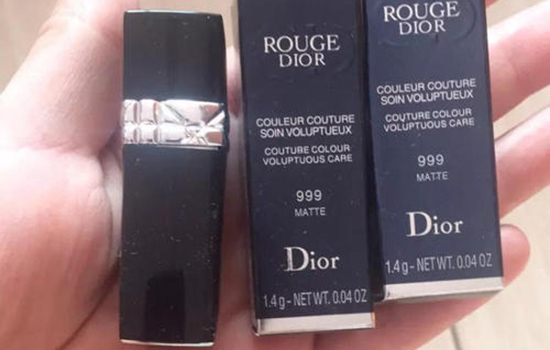 ROUGE
DIOR
COULEUR COUTURE
SOIN VOLUPTUEUX
COUTURE COLOUR
VOLUPTUOUS CARE
999
MATTE
Dior
1.4 g - NET WT. 0.04 OZ
ROUGE
DIOR
COULEUR COUTURE
SOIN VOLUPTUEUX
COUTURE COLOUR
VOLUPTUOUS CARE
999
MATTE
Dior
1.4 g - NET WT. 0.04 OZ